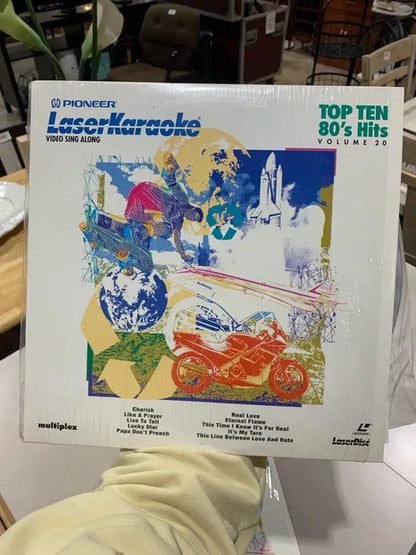 PIONEER
LaserKaraoke
VIDEO SING ALONG
TOP TEN
80's Hits
VOLUME 20
Cherish
Like A Prayer
Live To Tell
Lucky Star
Papa Don't Preach
Real Love
Eternal Flame
This Time I Know It's For Real
It's My Turn
Thin Line Between Love And Hate
multiplex
LaserDisc